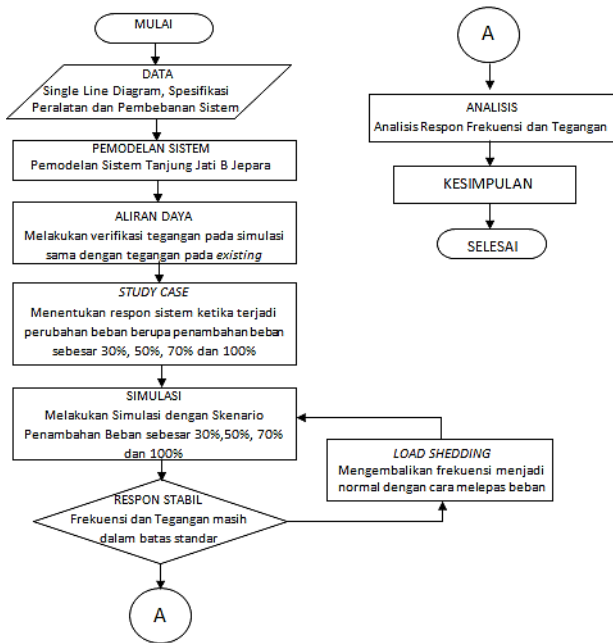 MULAI
DATA
Single Line Diagram, Spesifikasi
Peralatan dan Pembebanan Sistem
PEMODELAN SISTEM
Pemodelan Sistem Tanjung Jati B Jepara
ALIRAN DAYA
Melakukan verifikasi tegangan pada simulasi
sama dengan tegangan pada existing
STUDY CASE
Menentukan respon sistem ketika terjadi
perubahan beban berupa penambahan beban
sebesar 30%, 50%, 70% dan 100%
SIMULASI
Melakukan Simulasi dengan Skenario
Penambahan Beban sebesar 30%,50%, 70%
dan 100%
LOAD SHEDDING
Mengembalikan frekuensi menjadi
normal dengan cara melepas beban
RESPON STABIL
Frekuensi dan Tegangan masih
dalam batas standar
A
A
ANALISIS
Analisis Respon Frekuensi dan Tegangan
KESIMPULAN
SELESAI